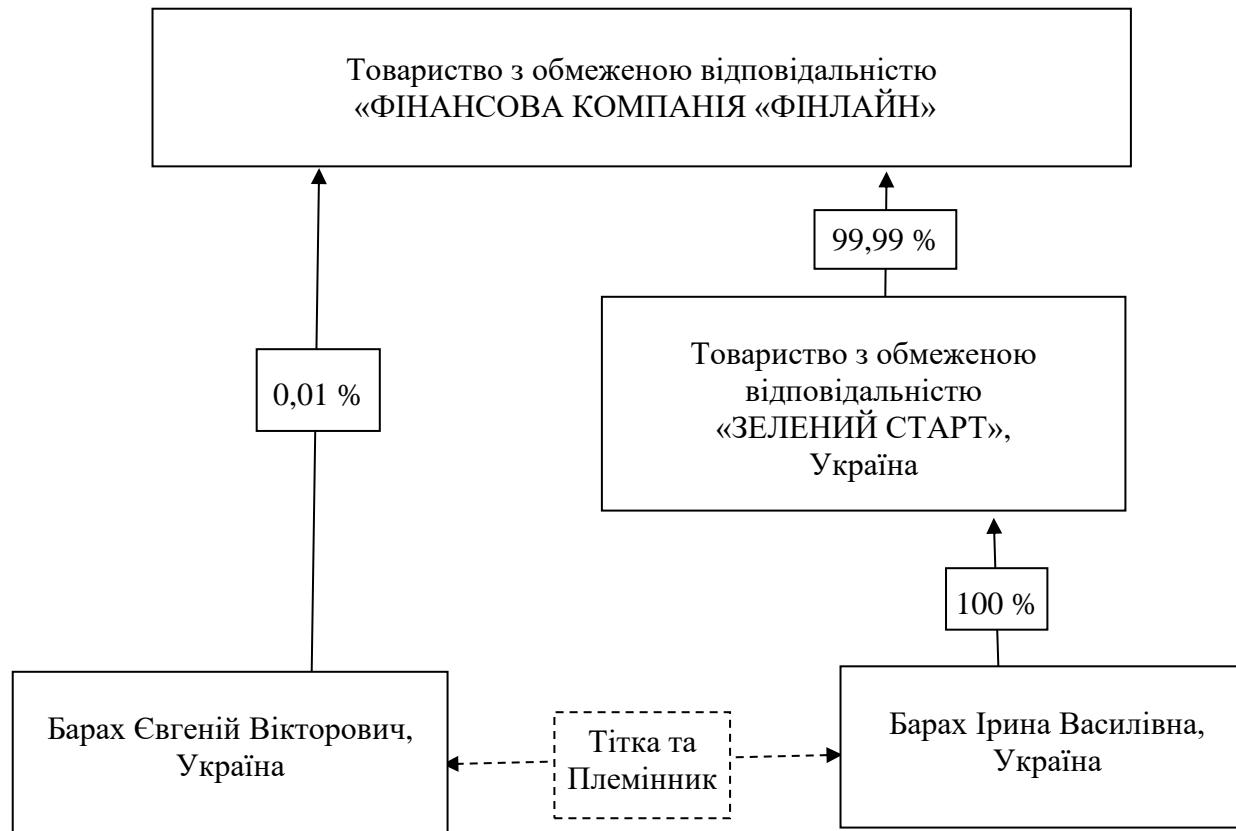 Товариство з обмеженою відповідальністю
«ФІНАНСОВА КОМПАНІЯ «ФІНЛАЙН»
99,99 %
Товариство з обмеженою
відповідальністю
«ЗЕЛЕНИЙ СТАРТ»,
Україна
0,01 %
100 %
Барах Євгеній Вікторович,
Україна
Тітка та
Племінник
Барах Ірина Василівна,
Україна